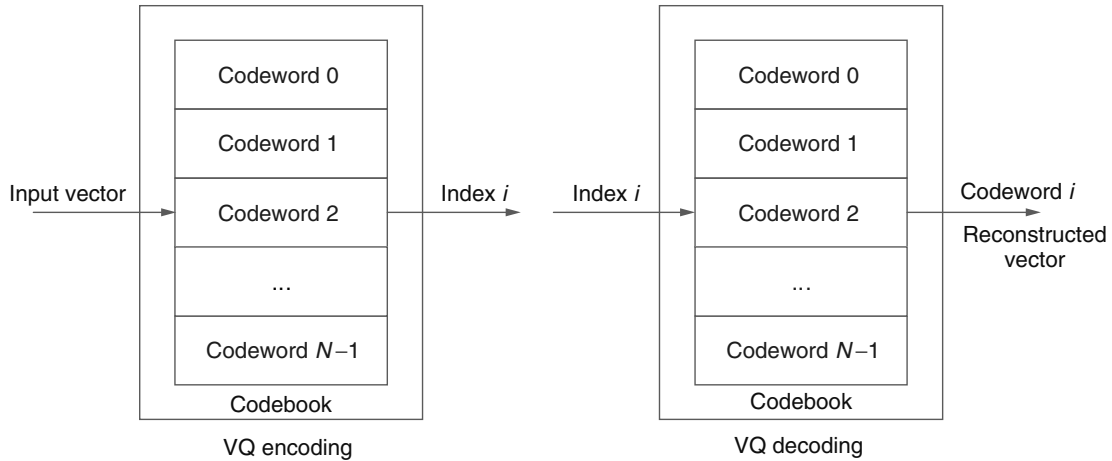 Codeword 0
Codeword 1
Input vector
Codeword 2
Index i
...
Codeword N–1
Codebook
VQ encoding
Codeword 0
Codeword 1
Index i
Codeword 2
Codeword i
Reconstructed
vector
...
Codeword N–1
Codebook
VQ decoding